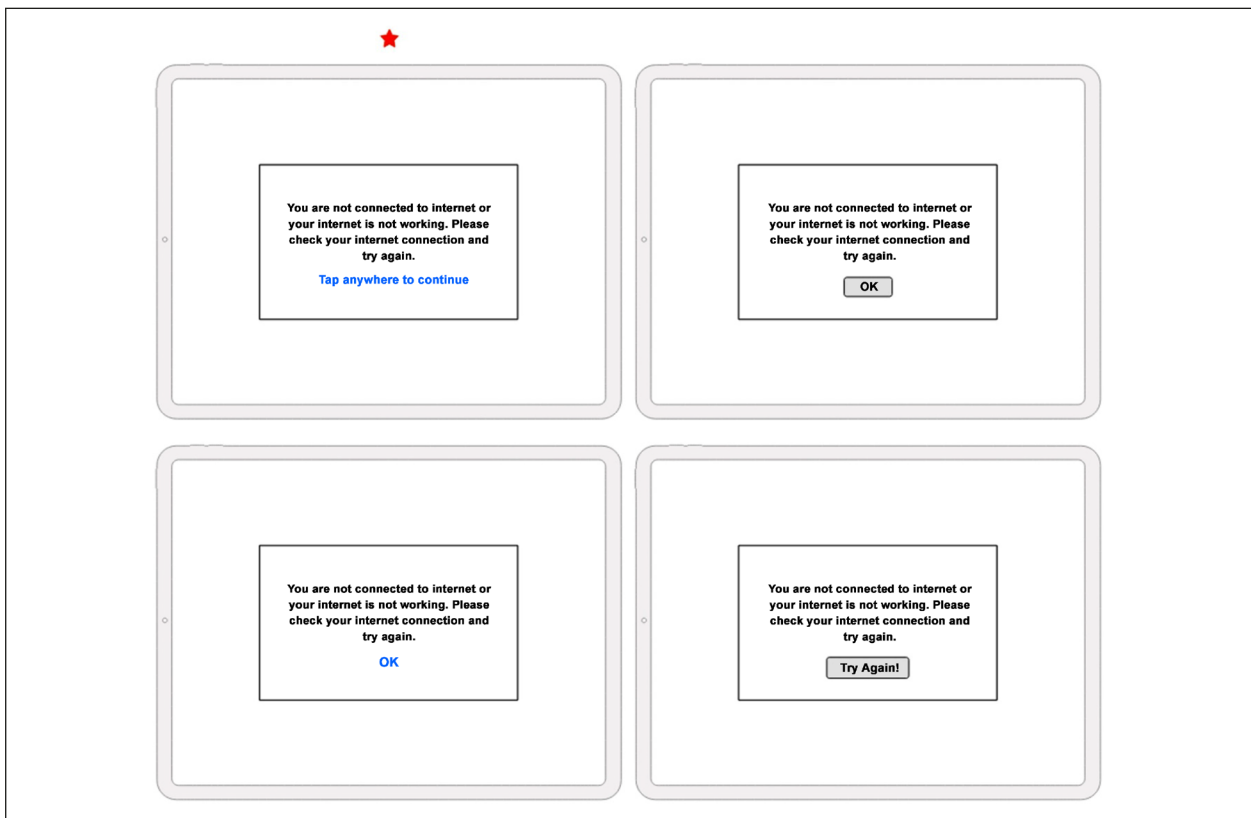 You are not connected to internet or
your internet is not working. Please
check your internet connection and
try again.
Tap anywhere to continue
You are not connected to internet or
your internet is not working. Please
check your internet connection and
try again.
OK
You are not connected to internet or
your internet is not working. Please
check your internet connection and
try again.
OK
You are not connected to internet or
your internet is not working. Please
check your internet connection and
try again.
Try Again!